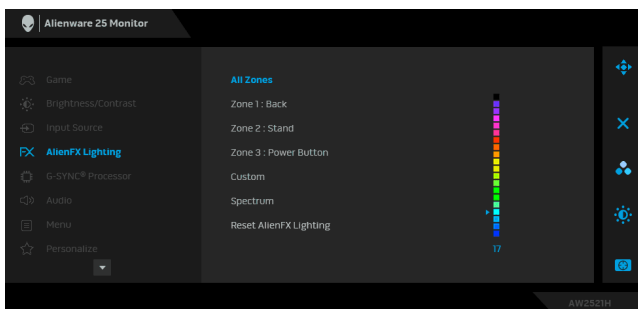 Alienware 25 Monitor
Game
Brightness/Contrast
Input Source
FX AlienFX Lighting
G-SYNC® Processor
Audio
Menu
Personalize
All Zones
Zone 1 : Back
Zone 2 : Stand
Zone 3 : Power Button
Custom
Spectrum
Reset AlienFX Lighting
17
AW2521H